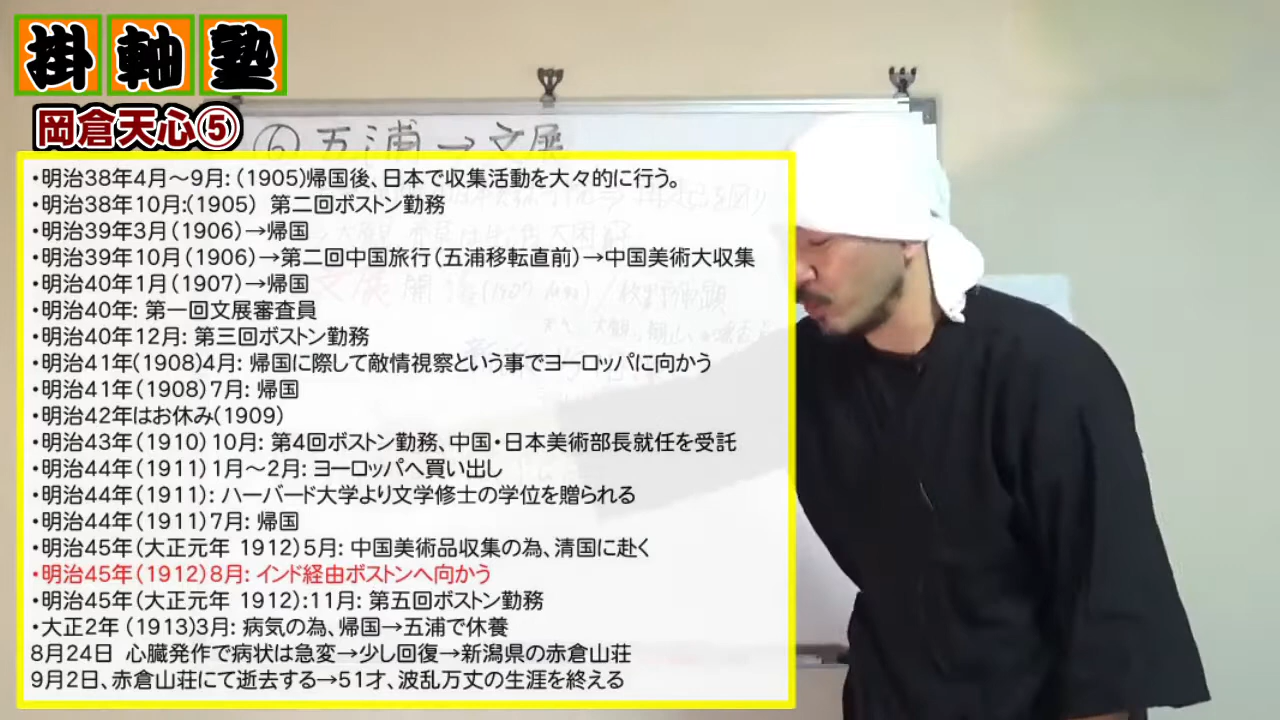 掛軸塾
岡倉天心⑤
⑥五浦→文展
・明治38年4月～9月：（1905）帰国後、日本で収集活動を大々的に行う。
・明治38年10月：（1905） 第二回ボストン勤務
・明治39年3月（1906）→帰国
・明治39年10月（1906）→第二回中国旅行（五浦移転直前）→中国美術大収集
・明治40年1月（1907）→帰国
・明治40年： 第一回文展審査員
・明治40年12月： 第三回ボストン勤務
・明治41年（1908）4月： 帰国に際して敵情視察という事でヨーロッパに向かう
・明治41年（1908）7月： 帰国
・明治42年はお休み（1909）
・明治43年（1910）10月： 第4回ボストン勤務、中国・日本美術部長就任を受託
・明治44年（1911）1月～2月： ヨーロッパへ買い出し
・明治44年（1911）： ハーバード大学より文学修士の学位を贈られる
・明治44年（1911）7月： 帰国
・明治45年（大正元年 1912）5月： 中国美術品収集の為、清国に赴く
・明治45年（1912）8月： インド経由ボストンへ向かう
・明治45年（大正元年 1912）：11月： 第五回ボストン勤務
・大正2年（1913）3月： 病気の為、帰国→五浦で休養
8月24日 心臓発作で病状は急変→少し回復→新潟県の赤倉山荘
9月2日、赤倉山荘にて逝去する→51才、波乱万丈の生涯を終える